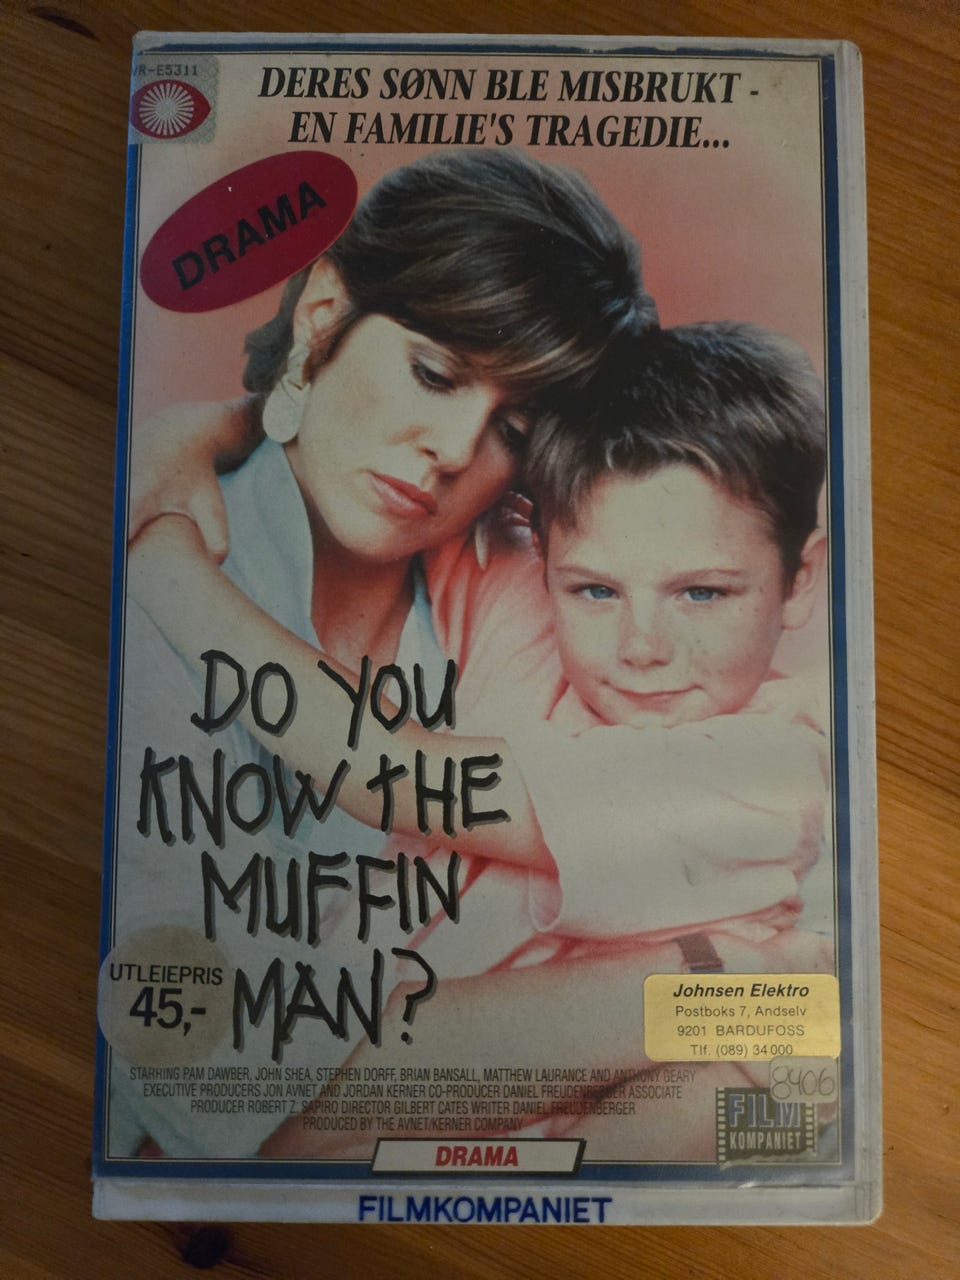 VR-E5311
DERES SØNN BLE MISBRUKT -
EN FAMILIE'S TRAGEDIE...
DRAMA
DO YOU
KNOW THE
MUFFIN
MAN?
UTLEIEPRIS
45,-
Johnsen Elektro
Postboks 7, Andselv
9201 BARDUFOSS
Tlf. (089) 34 000
8406
STARRING PAM DAWBER, JOHN SHEA, STEPHEN DORFF, BRIAN BANSALL, MATTHEW LAURANCE AND ANTHONY GEARY
EXECUTIVE PRODUCERS JON AVNET AND JORDAN KERNER CO-PRODUCER DANIEL FREUDENBERGER ASSOCIATE
PRODUCER ROBERT Z. SAPIRO DIRECTOR GILBERT CATES WRITER DANIEL FREUDENBERGER
PRODUCED BY THE AVNET/KERNER COMPANY
FILM
KOMPANIET
DRAMA
FILMKOMPANIET